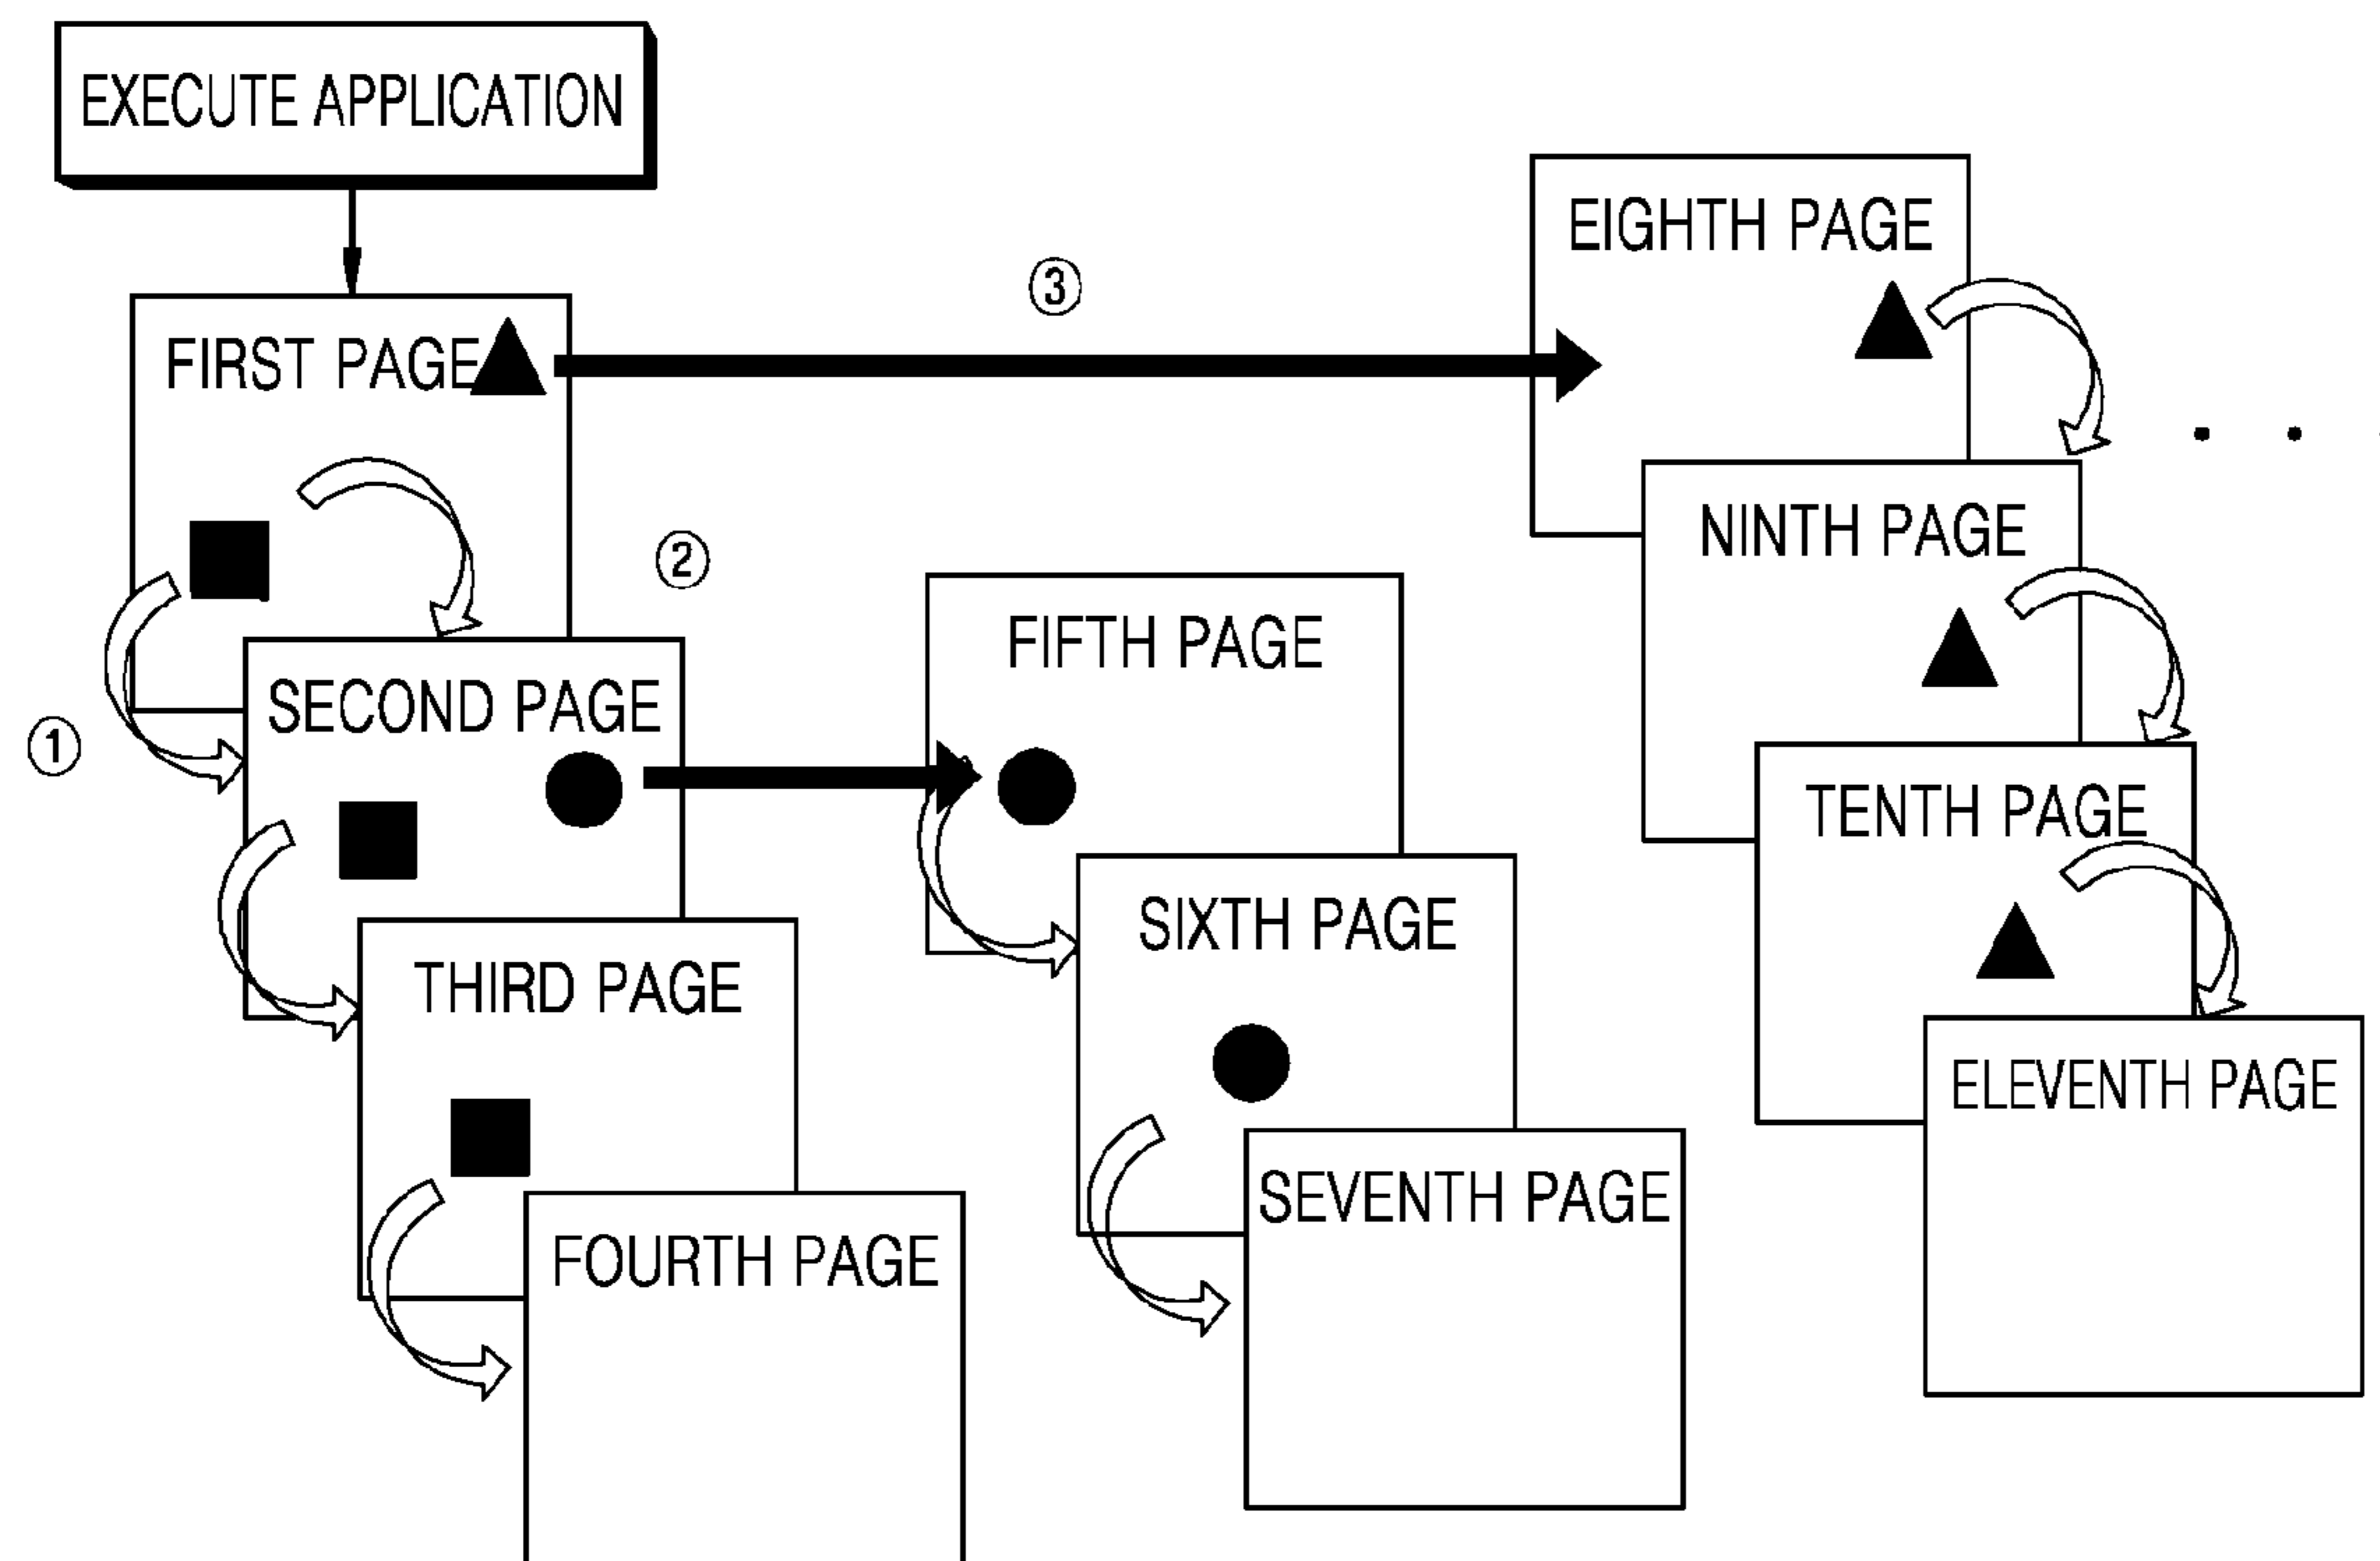 EXECUTE APPLICATION
FIRST PAGE
③
EIGHTH PAGE
NINTH PAGE
②
FIFTH PAGE
①
SECOND PAGE
TENTH PAGE
SIXTH PAGE
THIRD PAGE
ELEVENTH PAGE
SEVENTH PAGE
FOURTH PAGE